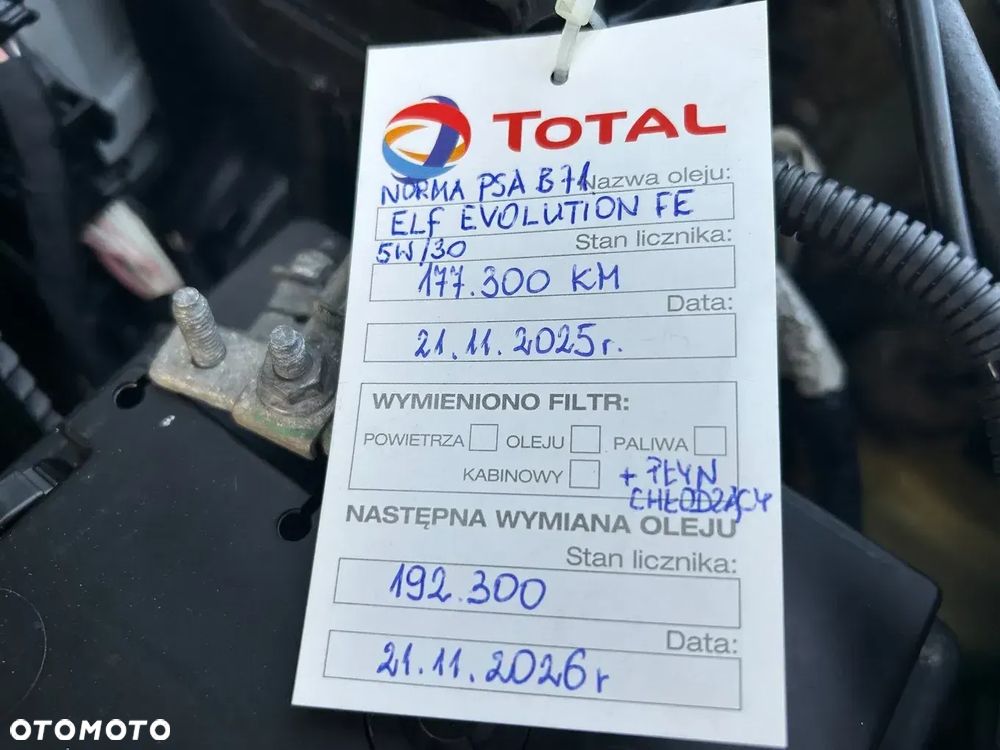 TOTAL
NORMA PSA B71 Nazwa oleju:
ELF EVOLUTION FE
5W/30 Stan licznika:
177.300 KM
Data:
21.11.2025r.
WYMIENIONO FILTR:
POWIETRZA OLEJU PALIWA
KABINOWY + PŁYN
CHŁODZĄCY
NASTĘPNA WYMIANA OLEJU
Stan licznika:
192.300
Data:
21.11.2026r
OTOMOTO